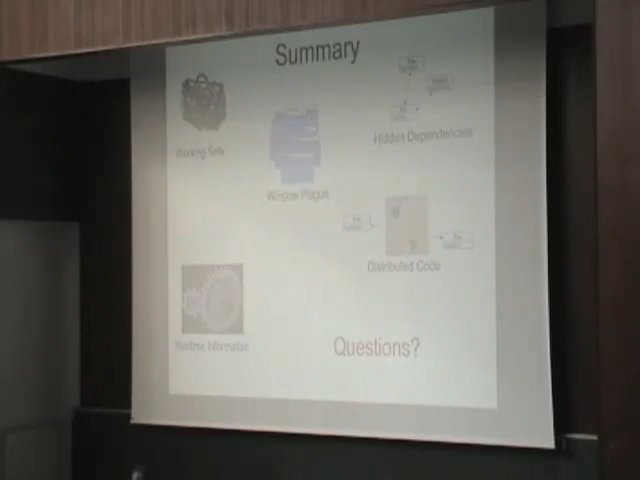 Summary
Working Sets
Window Plague
Hidden Dependencies
Distributed Code
Runtime Information
Questions?